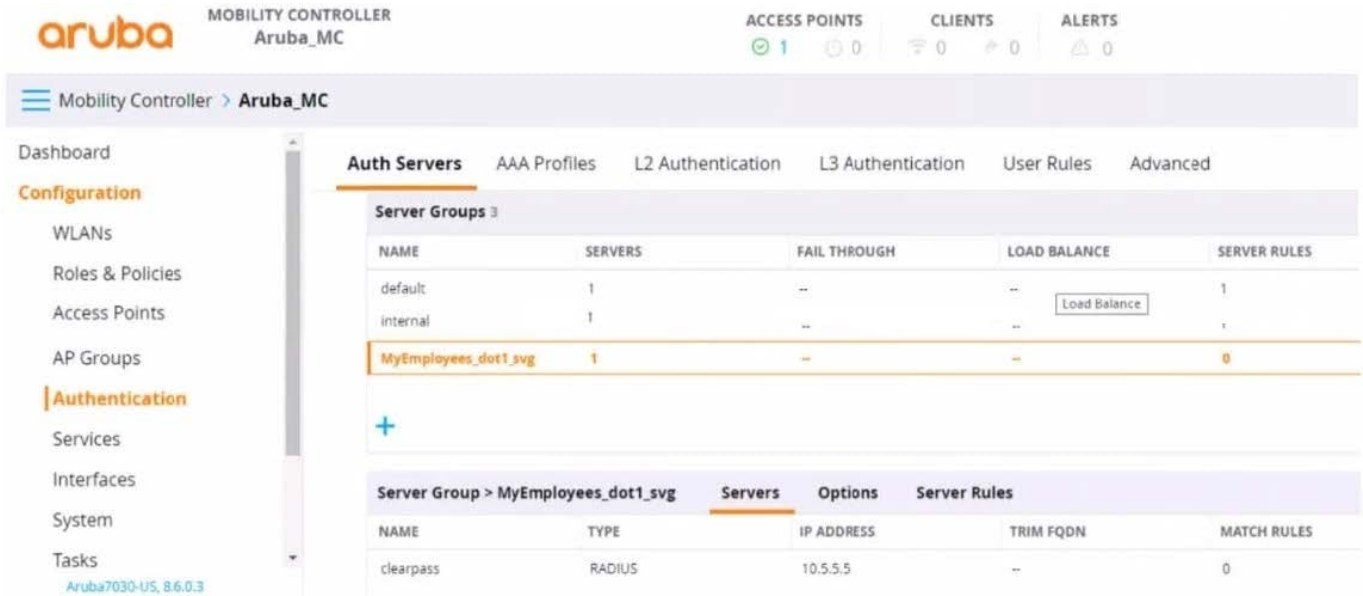 aruba
MOBILITY CONTROLLER
Aruba_MC
ACCESS POINTS
1 0
CLIENTS
0 0
ALERTS
0
Mobility Controller > Aruba_MC
Dashboard
Configuration
WLANs
Roles & Policies
Access Points
AP Groups
Authentication
Services
Interfaces
System
Tasks
Aruba7030-US, 8.6.0.3
Auth Servers AAA Profiles L2 Authentication L3 Authentication User Rules Advanced
Server Groups 3
NAME SERVERS FAIL THROUGH LOAD BALANCE SERVER RULES
default 1 -- -- 1
Load Balance
internal 1 -- --
MyEmployees_dot1_svg 1 -- -- 0
+
Server Group > MyEmployees_dot1_svg Servers Options Server Rules
NAME TYPE IP ADDRESS TRIM FQDN MATCH RULES
clearpass RADIUS 10.5.5.5 -- 0